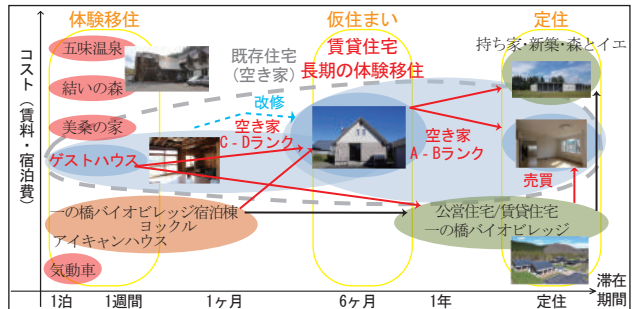 体験移住
仮住まい
定住
コスト（賃料・宿泊費）
五味温泉
結いの森
美桑の家
ゲストハウス
既存住宅
（空き家）
改修
空き家
C - Dランク
賃貸住宅
長期の体験移住
空き家
A - Bランク
持ち家・新築・森とイエ
売買
一の橋バイオビレッジ宿泊棟
ヨックル
アイキャンハウス
公営住宅/賃貸住宅
一の橋バイオビレッジ
気動車
1泊
1週間
1ヶ月
6ヶ月
1年
定住
滞在
期間